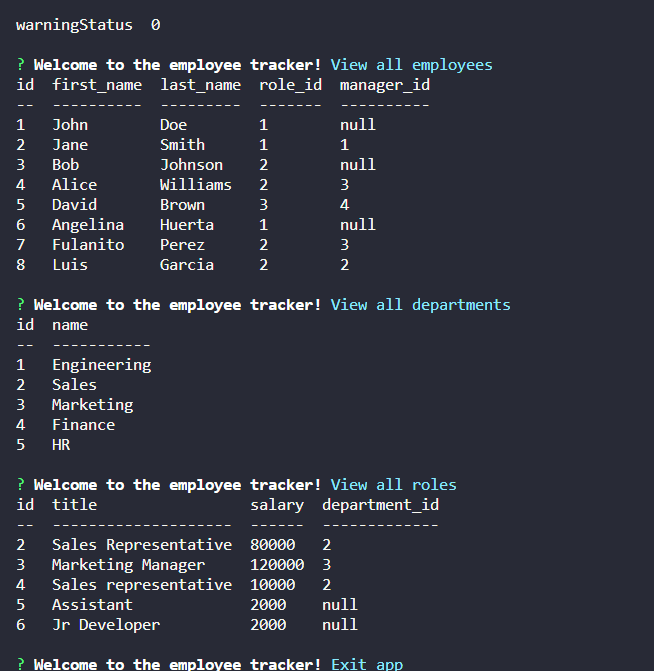 warningStatus  0
? Welcome to the employee tracker! View all employees
id  first_name  last_name  role_id  manager_id
--  ----------  ---------  -------  ----------
1   John        Doe        1        null
2   Jane        Smith      1        1
3   Bob         Johnson    2        null
4   Alice       Williams   2        3
5   David       Brown      3        4
6   Angelina    Huerta     1        null
7   Fulanito    Perez      2        3
8   Luis        Garcia     2        2
? Welcome to the employee tracker! View all departments
id  name
--  -----------
1   Engineering
2   Sales
3   Marketing
4   Finance
5   HR
? Welcome to the employee tracker! View all roles
id  title                 salary  department_id
--  --------------------  ------  -------------
2   Sales Representative  80000   2
3   Marketing Manager     120000  3
4   Sales representative  10000   2
5   Assistant             2000    null
6   Jr Developer          2000    null
? Welcome to the employee tracker! Exit app